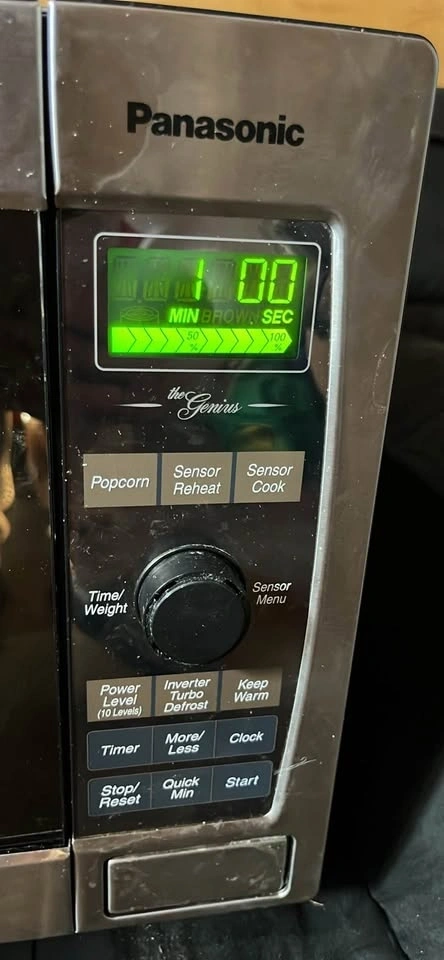 Panasonic
1 00
MIN BROWN SEC
50 % 100 %
the Genius
Popcorn
Sensor Reheat
Sensor Cook
Time/
Weight
Sensor
Menu
Power
Level
(10 Levels)
Inverter
Turbo
Defrost
Keep
Warm
Timer
More/
Less
Clock
Stop/
Reset
Quick
Min
Start